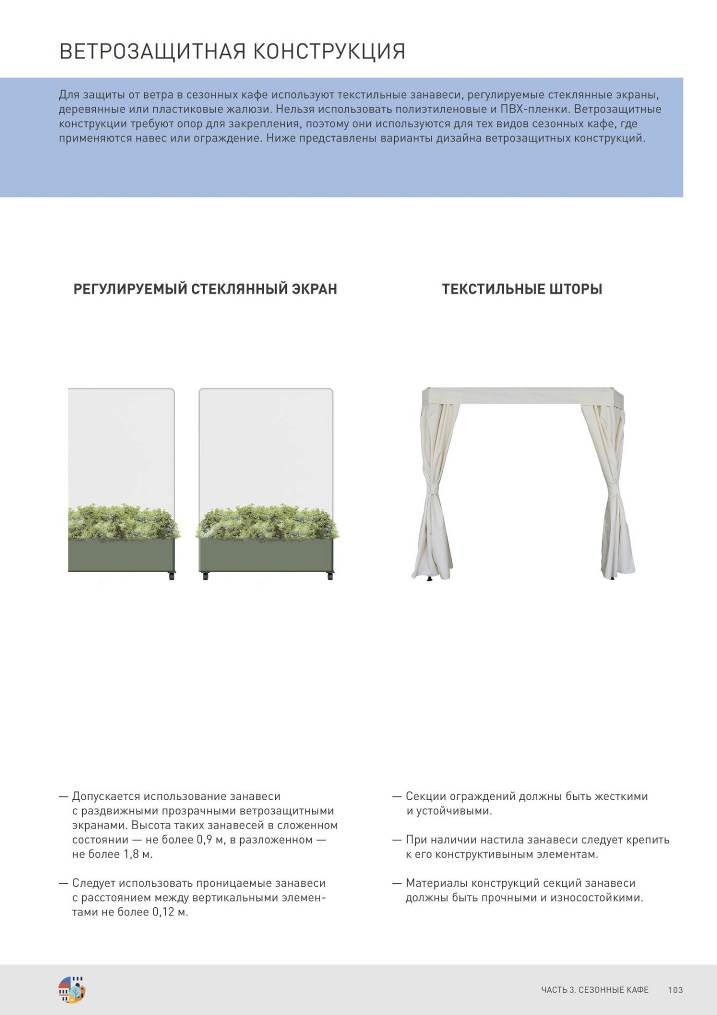 ВЕТРОЗАЩИТНАЯ КОНСТРУКЦИЯ
Для защиты от ветра в сезонных кафе используют текстильные занавеси, регулируемые стеклянные экраны,
деревянные или пластиковые жалюзи. Нельзя использовать полиэтиленовые и ПВХ-пленки. Ветрозащитные
конструкции требуют опор для закрепления, поэтому они используются для тех видов сезонных кафе, где
применяются навес или ограждение. Ниже представлены варианты дизайна ветрозащитных конструкций.
РЕГУЛИРУЕМЫЙ СТЕКЛЯННЫЙ ЭКРАН
ТЕКСТИЛЬНЫЕ ШТОРЫ
— Допускается использование занавеси
с раздвижными прозрачными ветрозащитными
экранами. Высота таких занавесей в сложенном
состоянии — не более 0,9 м, в разложенном —
не более 1,8 м.
— Следует использовать проницаемые занавеси
с расстоянием между вертикальными элемен-
тами не более 0,12 м.
— Секции ограждений должны быть жесткими
и устойчивыми.
— При наличии настила занавеси следует крепить
к его конструктивыным элементам.
— Материалы конструкций секций занавеси
должны быть прочными и износостойкими.
ЧАСТЬ 3. СЕЗОННЫЕ КАФЕ 103